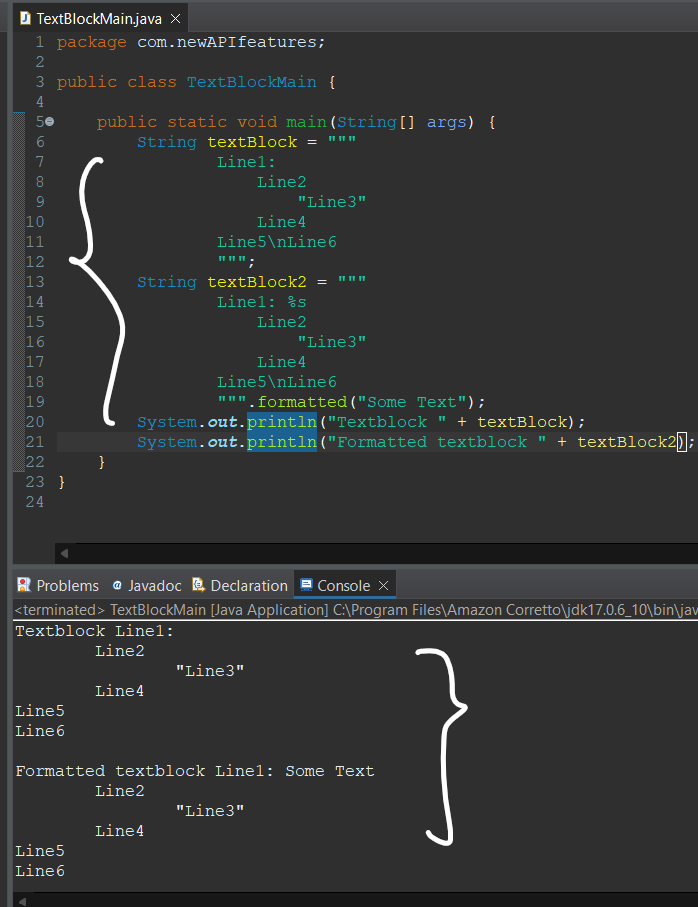 TextBlockMain.java
1 package com.newAPIfeatures;
2
3 public class TextBlockMain {
4
5 public static void main(String[] args) {
6 String textBlock = """
7 Line1:
8 Line2
9 "Line3"
10 Line4
11 Line5\nLine6
12 """;
13 String textBlock2 = """
14 Line1: %s
15 Line2
16 "Line3"
17 Line4
18 Line5\nLine6
19 """.formatted("Some Text");
20 System.out.println("Textblock " + textBlock);
21 System.out.println("Formatted textblock " + textBlock2);
22 }
23 }
24
Problems @ Javadoc Declaration Console
<terminated> TextBlockMain [Java Application] C:\Program Files\Amazon Corretto\jdk17.0.6_10\bin\jav
Textblock Line1:
Line2
"Line3"
Line4
Line5
Line6
Formatted textblock Line1: Some Text
Line2
"Line3"
Line4
Line5
Line6